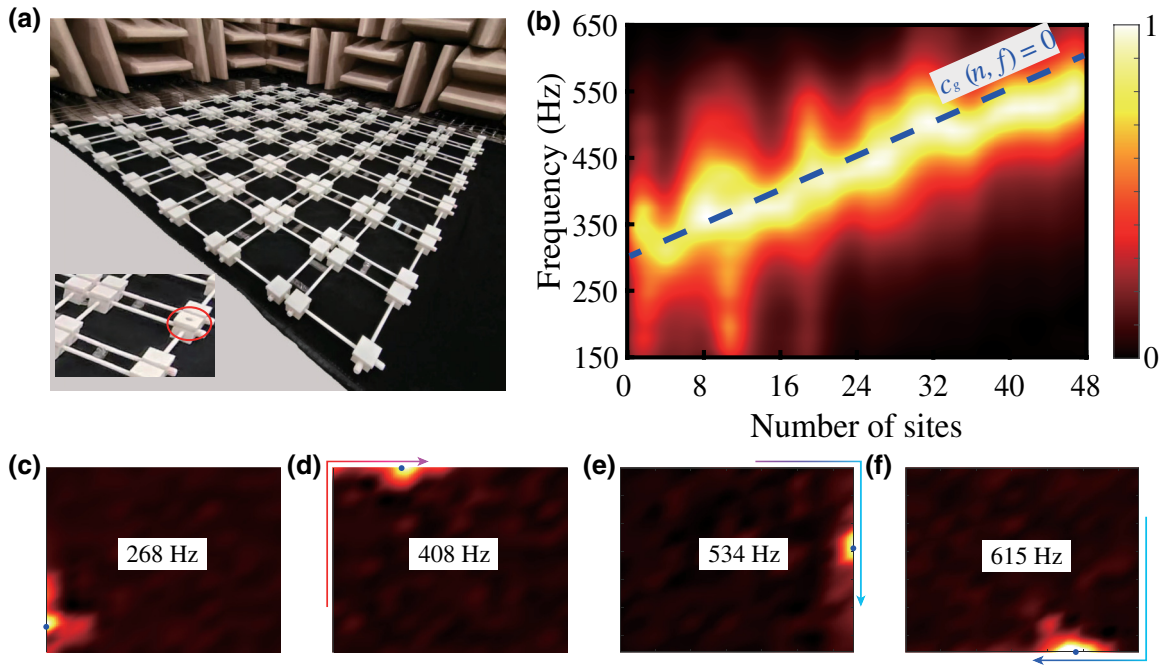 (a)
(b)
650
550
450
350
250
150
Frequency (Hz)
c_g (n, f) = 0
0 8 16 24 32 40 48
Number of sites
1
0
(c)
268 Hz
(d)
408 Hz
(e)
534 Hz
(f)
615 Hz